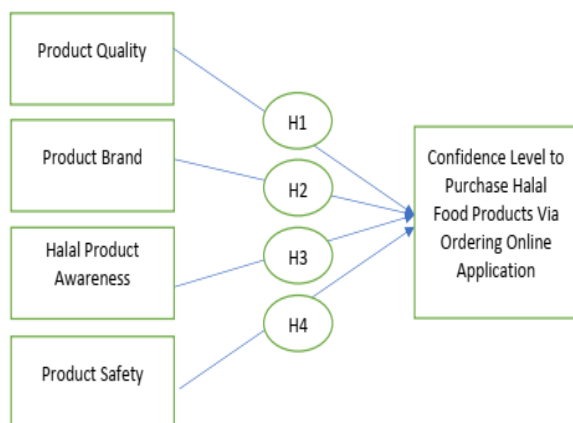 Product Quality
H1
Product Brand
H2
Confidence Level to
Purchase Halal
Food Products Via
Ordering Online
Application
Halal Product
Awareness
H3
H4
Product Safety